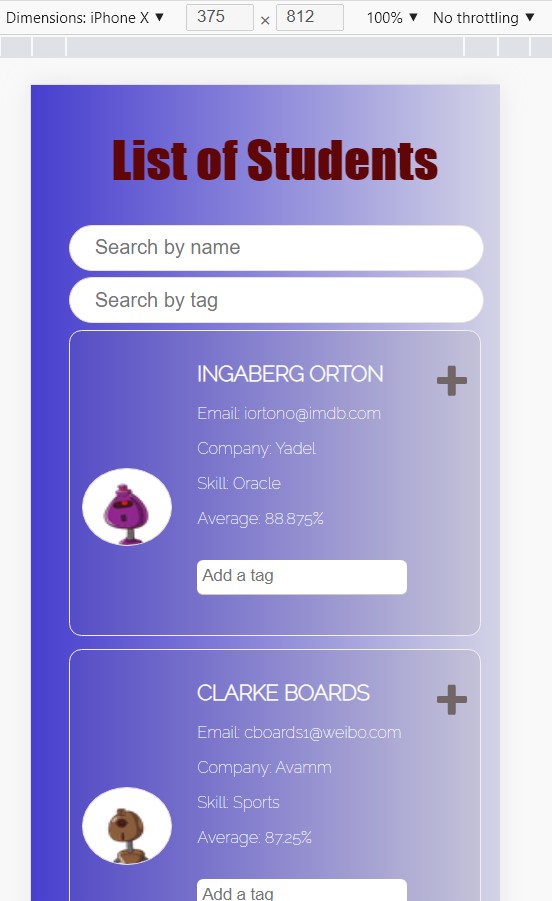 Dimensions: iPhone X ▼ 375 × 812 100% ▼ No throttling ▼
List of Students
Search by name
Search by tag
INGABERG ORTON
Email: iorton0@imdb.com
Company: Yadel
Skill: Oracle
Average: 88.875%
Add a tag
CLARKE BOARDS
Email: cboards1@weibo.com
Company: Avamm
Skill: Sports
Average: 87.25%
Add a tag